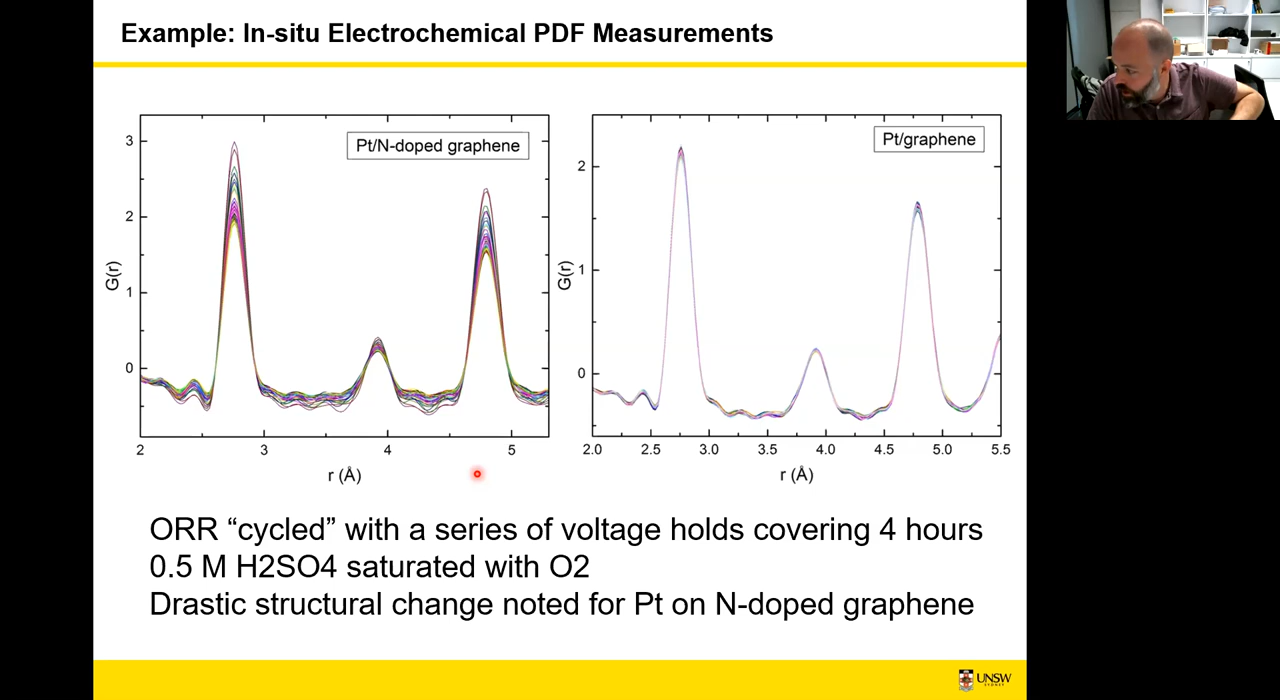 Example: In-situ Electrochemical PDF Measurements
Pt/N-doped graphene
3
2
1
0
G(r)
2 3 4 5
r (Å)
Pt/graphene
2
1
0
G(r)
2.0 2.5 3.0 3.5 4.0 4.5 5.0 5.5
r (Å)
ORR “cycled” with a series of voltage holds covering 4 hours
0.5 M H2SO4 saturated with O2
Drastic structural change noted for Pt on N-doped graphene
UNSW
SYDNEY